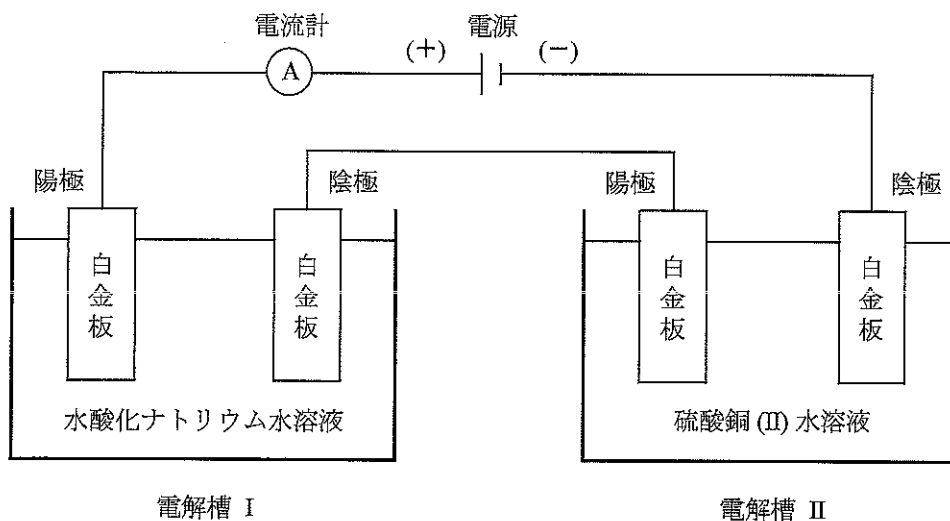 電流計
(+)
電源
(−)
A
陽極
陰極
陽極
陰極
白金板
白金板
白金板
白金板
水酸化ナトリウム水溶液
硫酸銅 (II) 水溶液
電解槽 I
電解槽 II